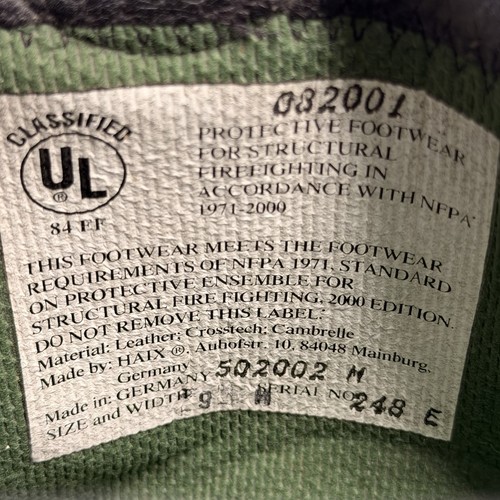 082001
CLASSIFIED
UL
®
84 FF
PROTECTIVE FOOTWEAR
FOR STRUCTURAL
FIREFIGHTING IN
ACCORDANCE WITH NFPA
1971-2000
THIS FOOTWEAR MEETS THE FOOTWEAR
REQUIREMENTS OF NFPA 1971, STANDARD
ON PROTECTIVE ENSEMBLE FOR
STRUCTURAL FIRE FIGHTING, 2000 EDITION.
DO NOT REMOVE THIS LABEL.
Material: Leather; Crosstech; Cambrelle
Made by: HAIX ®, Auhofstr. 10, 84048 Mainburg,
Germany 502002 M
Made in: GERMANY SERIAL NO. 248 E
SIZE and WIDTH 9 M